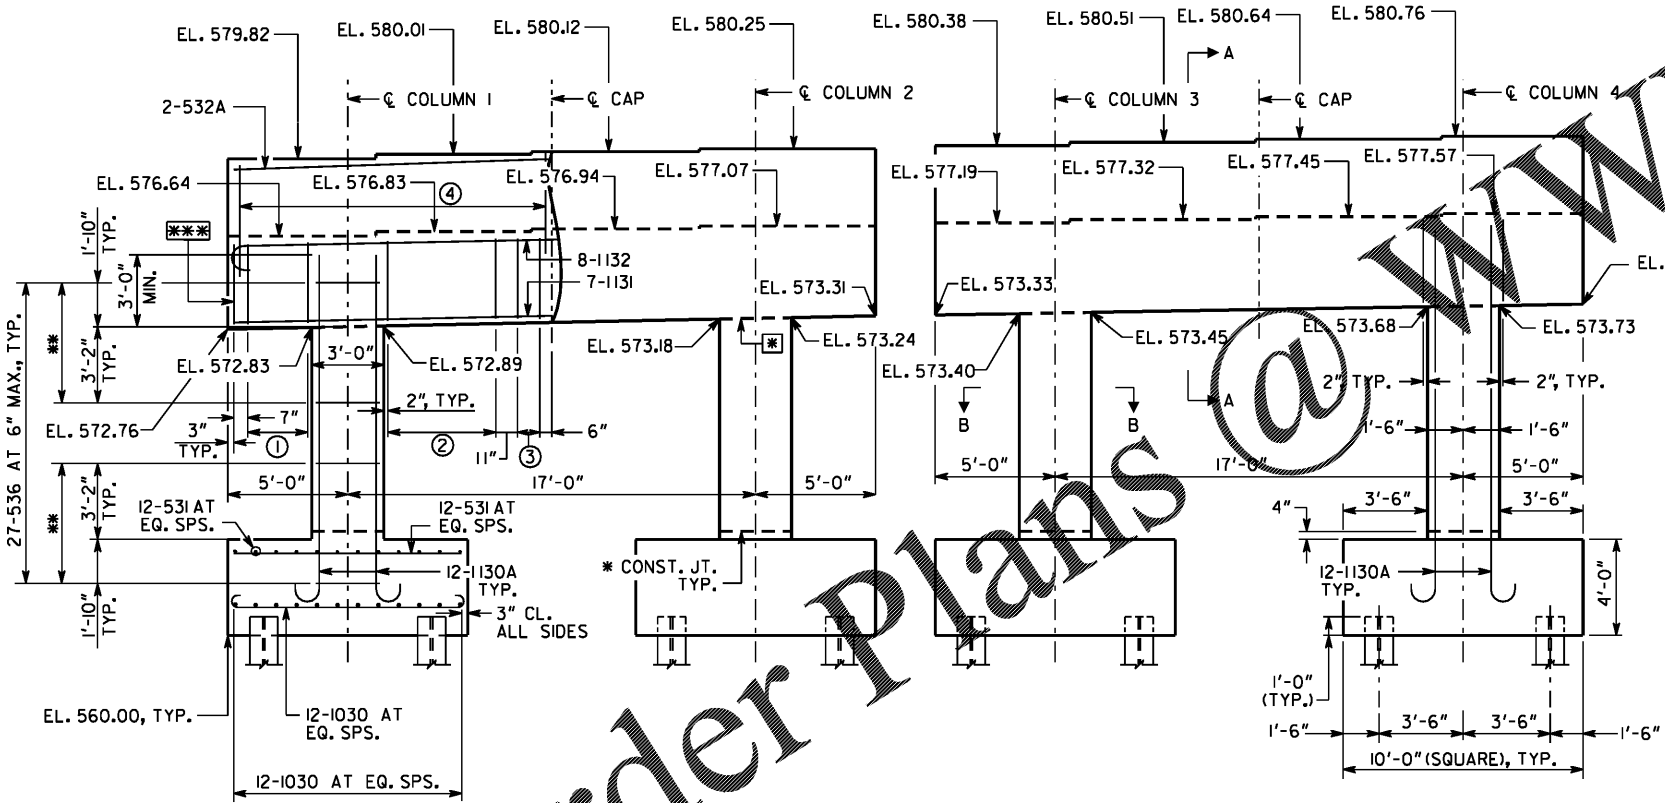 EL. 579.82
EL. 580.01
EL. 580.12
EL. 580.25
EL. 580.38
EL. 580.51
EL. 580.64
EL. 580.76
A
2-532A
℄ COLUMN 1
℄ CAP
℄ COLUMN 2
℄ COLUMN 3
℄ CAP
℄ COLUMN 4
EL. 576.64
EL. 576.83
④
EL. 576.94
EL. 577.07
EL. 577.19
EL. 577.32
EL. 577.45
EL. 577.57
1'-10"
TYP.
***
3'-0"
MIN.
8-1132
7-1131
EL. 573.31
EL. 573.33
EL.
27-536 AT 6" MAX., TYP.
**
3'-2"
TYP.
EL. 572.83
3'-0"
EL. 572.89
EL. 573.18
*
EL. 573.24
EL. 573.40
EL. 573.45
EL. 573.68
EL. 573.73
EL. 572.76
3"
TYP.
7"
①
2", TYP.
②
11"
③
6"
B
B
A
2", TYP.
2", TYP.
1'-6"
1'-6"
5'-0"
17'-0"
5'-0"
5'-0"
17'-0"
5'-0"
**
3'-2"
TYP.
12-531 AT
EQ. SPS.
12-531 AT
EQ. SPS.
4"
3'-6"
3'-6"
1'-10"
TYP.
12-1130A
TYP.
* CONST. JT.
TYP.
12-1130A
TYP.
4'-0"
3" CL.
ALL SIDES
EL. 560.00, TYP.
12-1030 AT
EQ. SPS.
1'-0"
(TYP.)
1'-6"
3'-6"
3'-6"
1'-6"
12-1030 AT EQ. SPS.
10'-0" (SQUARE), TYP.
der Plans @ WW